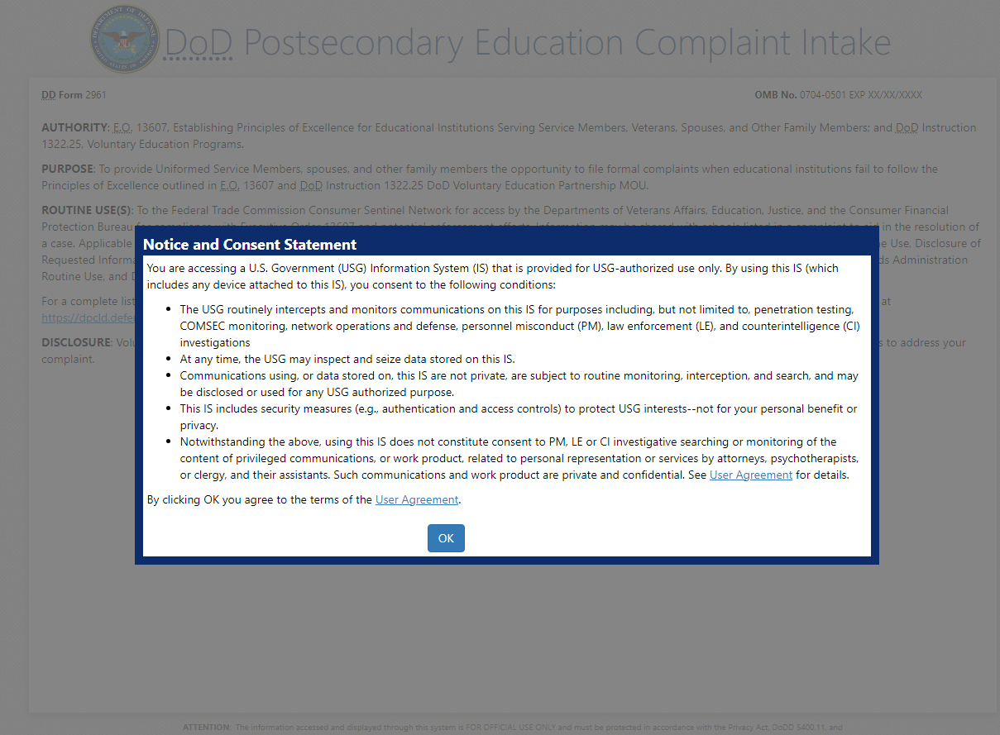 DoD Postsecondary Education Complaint Intake
DD Form 2961
OMB No. 0704-0501 EXP XX/XX/XXXX
AUTHORITY: E.O. 13607, Establishing Principles of Excellence for Educational Institutions Serving Service Members, Veterans, Spouses, and Other Family Members; and DoD Instruction
1322.25, Voluntary Education Programs.
PURPOSE: To provide Uniformed Service Members, spouses, and other family members the opportunity to file formal complaints when educational institutions fail to follow the
Principles of Excellence outlined in E.O. 13607 and DoD Instruction 1322.25 DoD Voluntary Education Partnership MOU.
ROUTINE USE(S): To the Federal Trade Commission Consumer Sentinel Network for access by the Departments of Veterans Affairs, Education, Justice, and the Consumer Financial
Protection Bureau in the resolution of
a case. Applicable Use, Disclosure of
Requested Administration
Routine Use, and
For a complete list at
https://dpcld.defe
DISCLOSURE: to address your
complaint.
Notice and Consent Statement
You are accessing a U.S. Government (USG) Information System (IS) that is provided for USG-authorized use only. By using this IS (which
includes any device attached to this IS), you consent to the following conditions:
The USG routinely intercepts and monitors communications on this IS for purposes including, but not limited to, penetration testing,
COMSEC monitoring, network operations and defense, personnel misconduct (PM), law enforcement (LE), and counterintelligence (CI)
investigations
At any time, the USG may inspect and seize data stored on this IS.
Communications using, or data stored on, this IS are not private, are subject to routine monitoring, interception, and search, and may
be disclosed or used for any USG authorized purpose.
This IS includes security measures (e.g., authentication and access controls) to protect USG interests--not for your personal benefit or
privacy.
Notwithstanding the above, using this IS does not constitute consent to PM, LE or CI investigative searching or monitoring of the
content of privileged communications, or work product, related to personal representation or services by attorneys, psychotherapists,
or clergy, and their assistants. Such communications and work product are private and confidential. See User Agreement for details.
By clicking OK you agree to the terms of the User Agreement.
OK
ATTENTION: The information accessed and displayed through this system is FOR OFFICIAL USE ONLY and must be protected in accordance with the Privacy Act, DoDD 5400.11, and